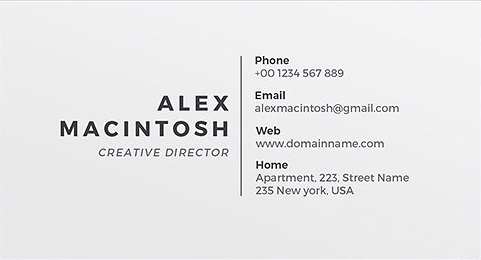 ALEX
MACINTOSH
CREATIVE DIRECTOR
Phone
+00 1234 567 889
Email
alexmacintosh@gmail.com
Web
www.domainname.com
Home
Apartment, 223, Street Name
235 New york, USA